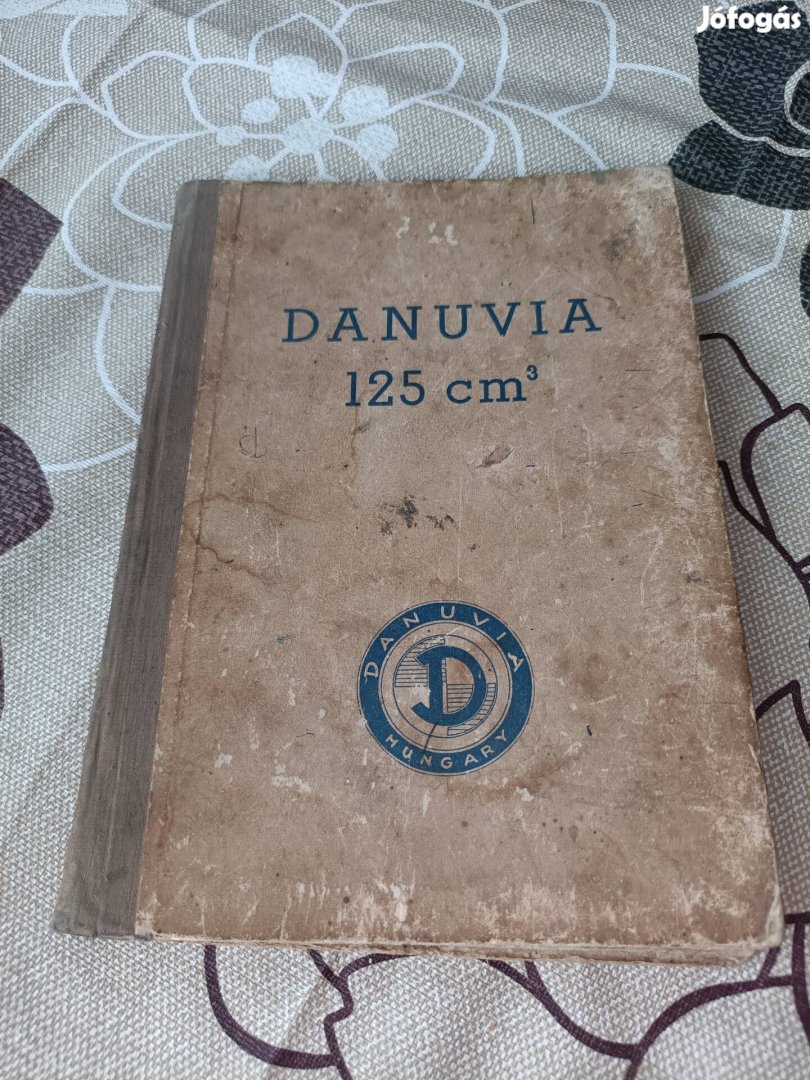 Jófogás
DANUVIA
125 cm³
DANUVIA
D
HUNGARY